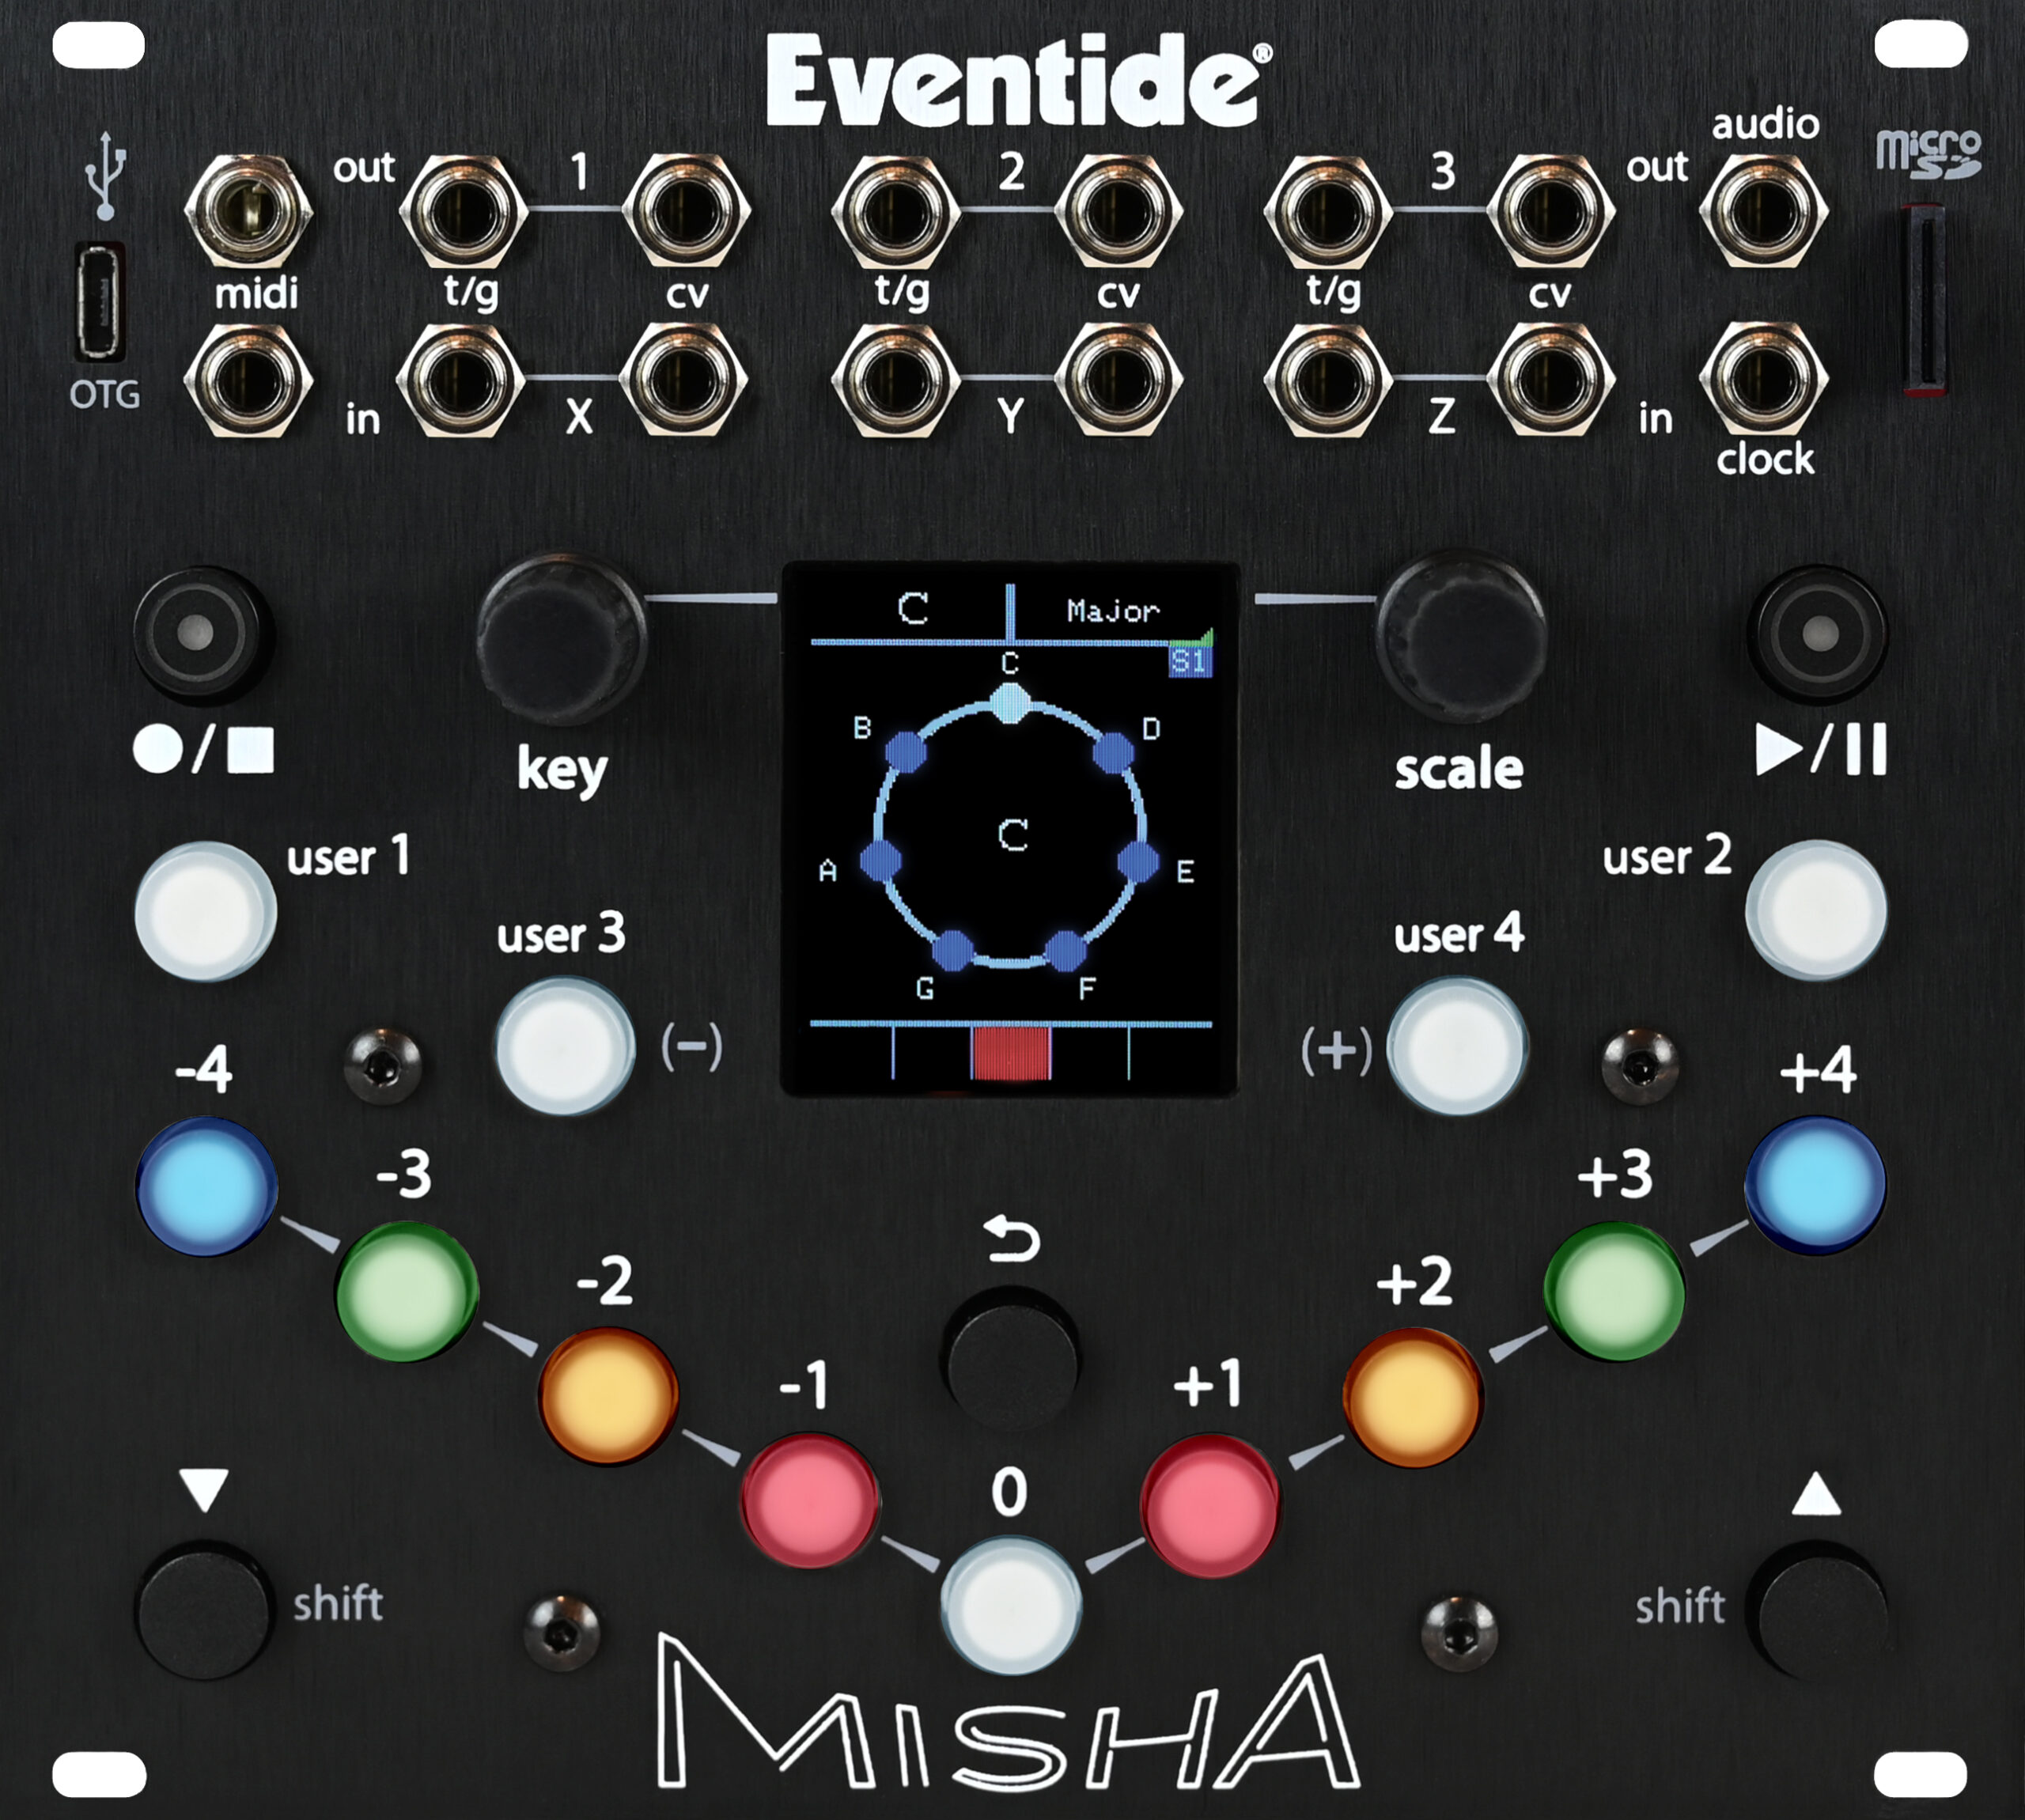 Eventide®
audio
micro SD
out 1 2 3 out
midi t/g cv t/g cv t/g cv
OTG in X Y Z in
clock
C Major
S1
C
B D
key scale
C
user 1 user 2
A E
user 3 user 4
G F
(-) (+)
-4 +4
-3 +3
-2 +2
-1 +1
0
shift shift
MISHA